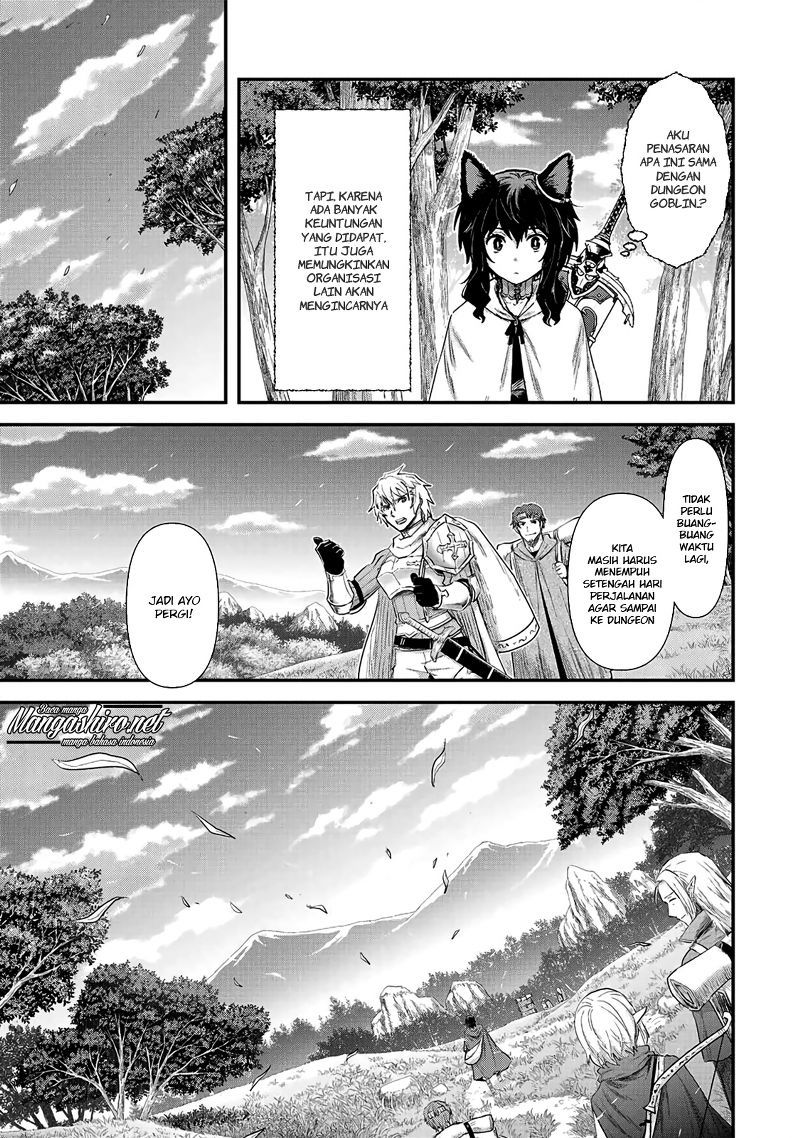 AKU
PENASARAN
APA INI SAMA
DENGAN
DUNGEON
GOBLIN..?
TAPI, KARENA
ADA BANYAK
KEUNTUNGAN
YANG DIDAPAT.
ITU JUGA
MEMUNGKINKAN
ORGANISASI
LAIN AKAN
MENGINCARNYA
TIDAK
PERLU
BUANG-
BUANG
WAKTU
LAGI,
KITA
MASIH HARUS
MENEMPUH
SETENGAH HARI
PERJALANAN
AGAR SAMPAI
KE DUNGEON
JADI AYO
PERGI!
Baca manga
Mangashiro.net
manga bahasa indonesia